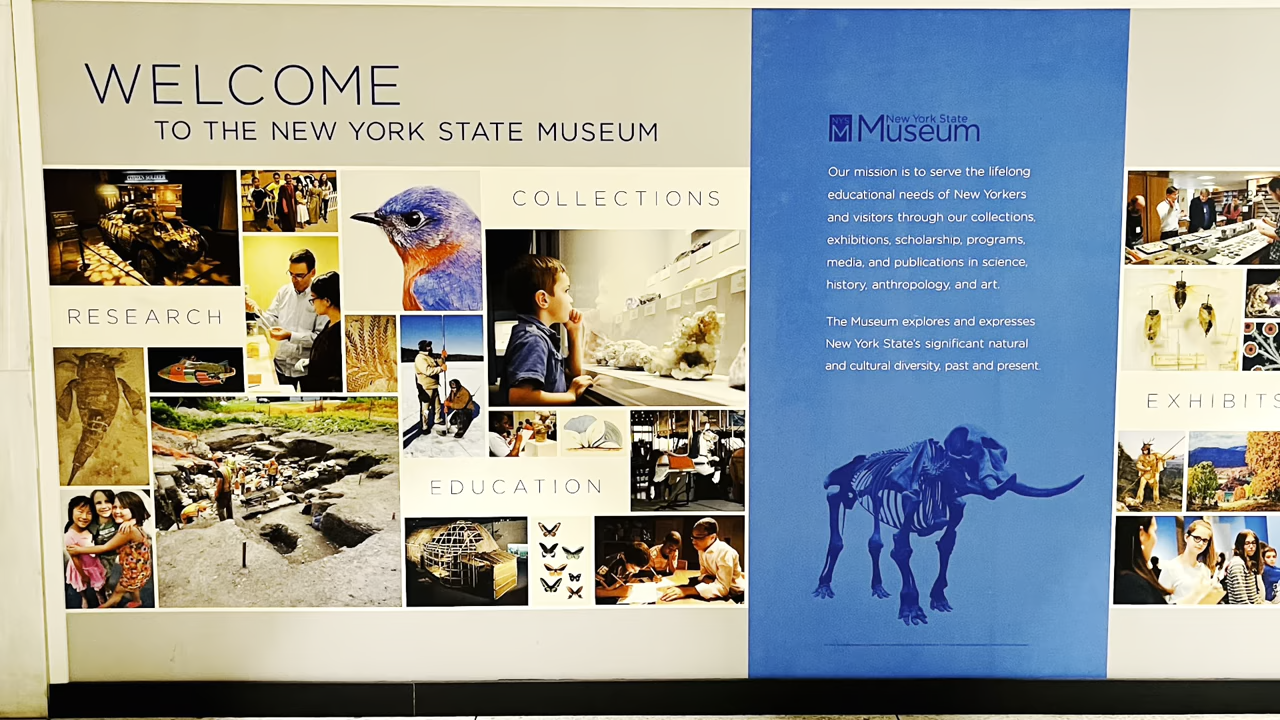 WELCOME
TO THE NEW YORK STATE MUSEUM
CITIZEN SOLDIER
COLLECTIONS
RESEARCH
EDUCATION
NYS
M
New York State
Museum
Our mission is to serve the lifelong
educational needs of New Yorkers
and visitors through our collections,
exhibitions, scholarship, programs,
media, and publications in science,
history, anthropology, and art.
The Museum explores and expresses
New York State's significant natural
and cultural diversity, past and present.
EXHIBITS